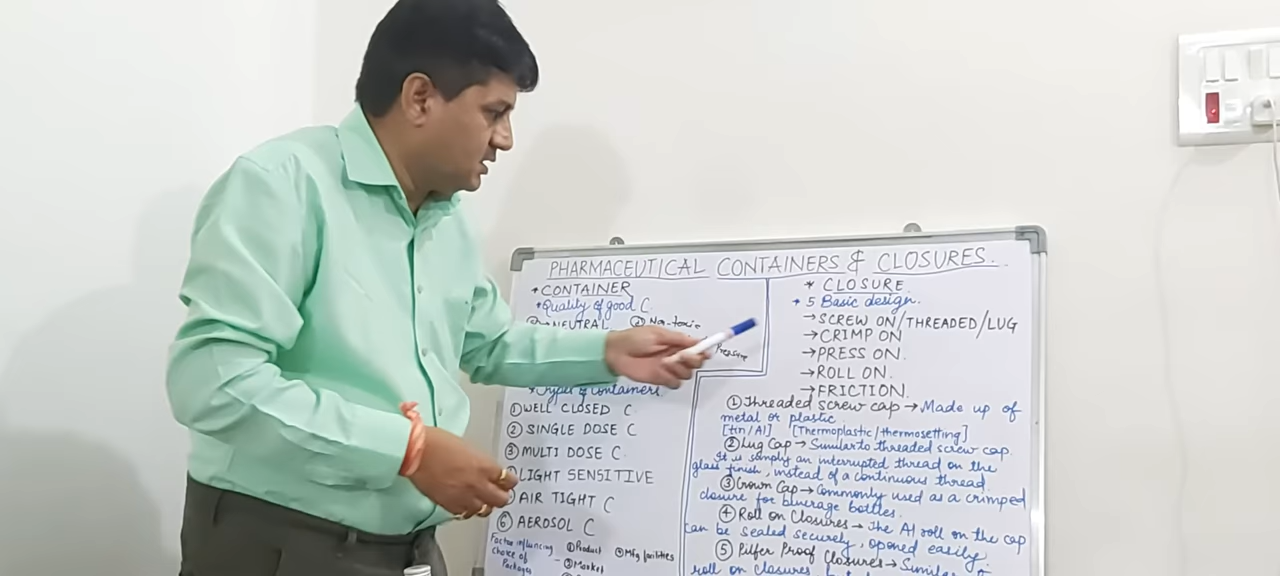 PHARMACEUTICAL CONTAINERS & CLOSURES.
* CONTAINER
*Quality of good C
NEUTRAL ② Non-toxic
Pressure
*Types of containers.
① WELL CLOSED C.
② SINGLE DOSE C
③ MULTI DOSE C.
LIGHT SENSITIVE
AIR TIGHT C
⑥ AEROSOL C
Factor influencing choice of Packages
① Product ④ Mfg facilities
③ Market
* CLOSURE
* 5 Basic design.
→ SCREW ON/THREADED/LUG
→ CRIMP ON
→ PRESS ON.
→ ROLL ON.
→ FRICTION.
① Threaded screw cap → Made up of
metal or plastic.
[tin/Al] [Thermoplastic/thermosetting]
② Lug Cap → Similar to threaded screw cap.
It is simply an interrupted thread on the
glass finish, instead of a continuous thread.
③ Crown Cap → Commonly used as a crimped
closure for bluerage bottles.
④ Roll on Closures → The Al roll on the cap
can be sealed securely, opened easily.
⑤ Pilfer Proof Closures → Similar
roll on closures